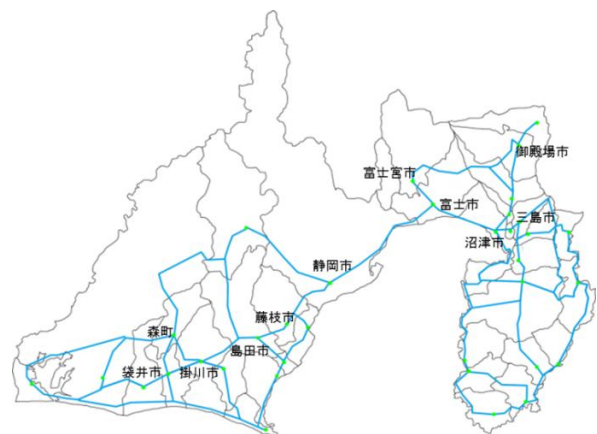 御殿場市
富士宮市
富士市
三島市
沼津市
静岡市
藤枝市
森町
島田市
袋井市
掛川市